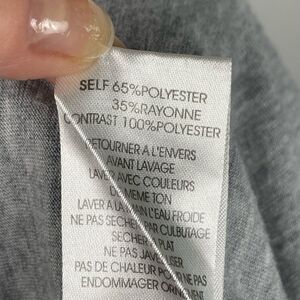 SELF 65%POLYESTER
35%RAYONNE
CONTRAST 100%POLYESTER
RETOURNER A L'ENVERS
AVANT LAVAGE
LAVER AVEC COULEURS
DE MEME TON
LAVER A LA MAIN L'EAU FROIDE
NE PAS SECHER PAR CULBUTAGE
SECHER A PLAT
NE PAS JAVELLISER
PAS DE CHALEUR POUR NE PAS
ENDOMMAGER